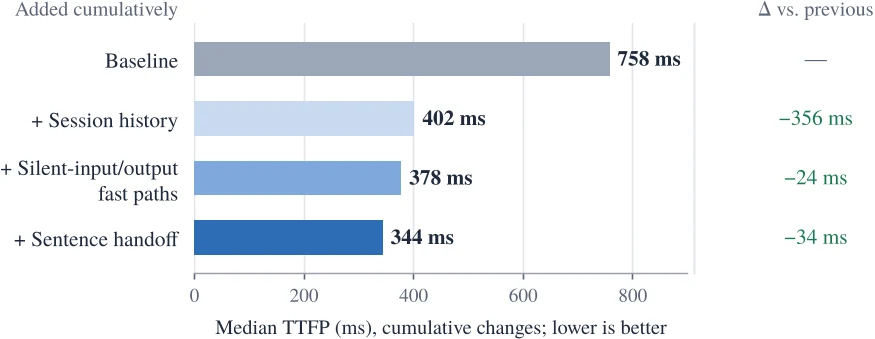 Added cumulatively
Δ vs. previous
Baseline
758 ms
—
+ Session history
402 ms
−356 ms
+ Silent-input/output
fast paths
378 ms
−24 ms
+ Sentence handoff
344 ms
−34 ms
0 200 400 600 800
Median TTFP (ms), cumulative changes; lower is better